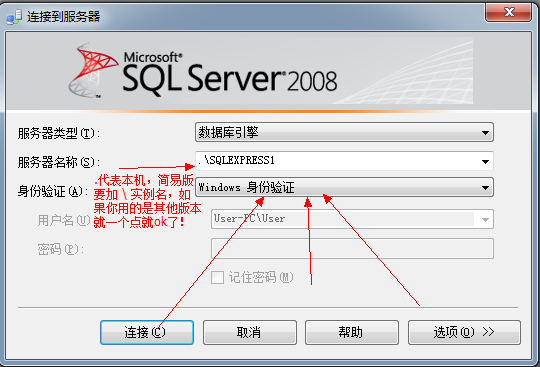 连接到服务器
Microsoft®
SQL Server® 2008
服务器类型(T):
数据库引擎
服务器名称(S):
.\SQLEXPRESS1
身份验证(A):
Windows 身份验证
.代表本机，简易版
要加 \ 实例名，如
果你用的是其他版本
就一个点就ok了！
用户名(U)
User-PC\User
密码(P):
记住密码(M)
连接(C)
取消
帮助
选项(O) >>